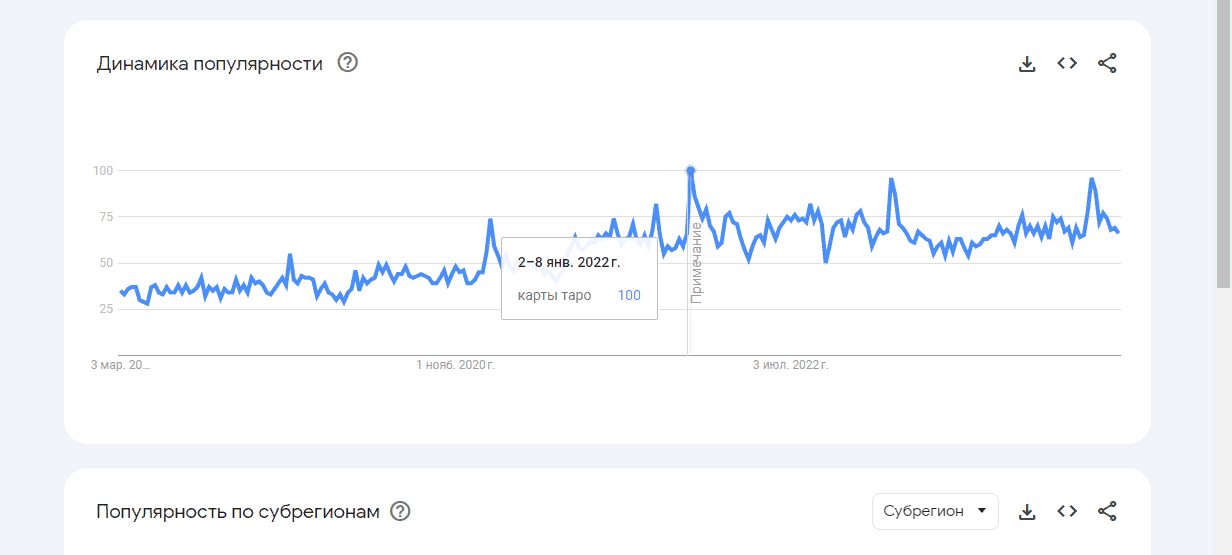 Динамика популярности ?
100
75
50
25
2–8 янв. 2022 г.
карты таро 100
Примечание
3 мар. 20...
1 нояб. 2020 г.
3 июл. 2022 г.
Популярность по субрегионам ?
Субрегион